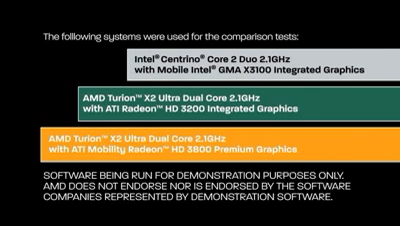 The folllowing systems were used for the comparison tests:
Intel® Centrino® Core 2 Duo 2.1GHz
with Mobile Intel® GMA X3100 Integrated Graphics
AMD Turion™ X2 Ultra Dual Core 2.1GHz
with ATI Radeon™ HD 3200 Integrated Graphics
AMD Turion™ X2 Ultra Dual Core 2.1GHz
with ATI Mobility Radeon™ HD 3800 Premium Graphics
SOFTWARE BEING RUN FOR DEMONSTRATION PURPOSES ONLY.
AMD DOES NOT ENDORSE NOR IS ENDORSED BY THE SOFTWARE
COMPANIES REPRESENTED BY DEMONSTRATION SOFTWARE.